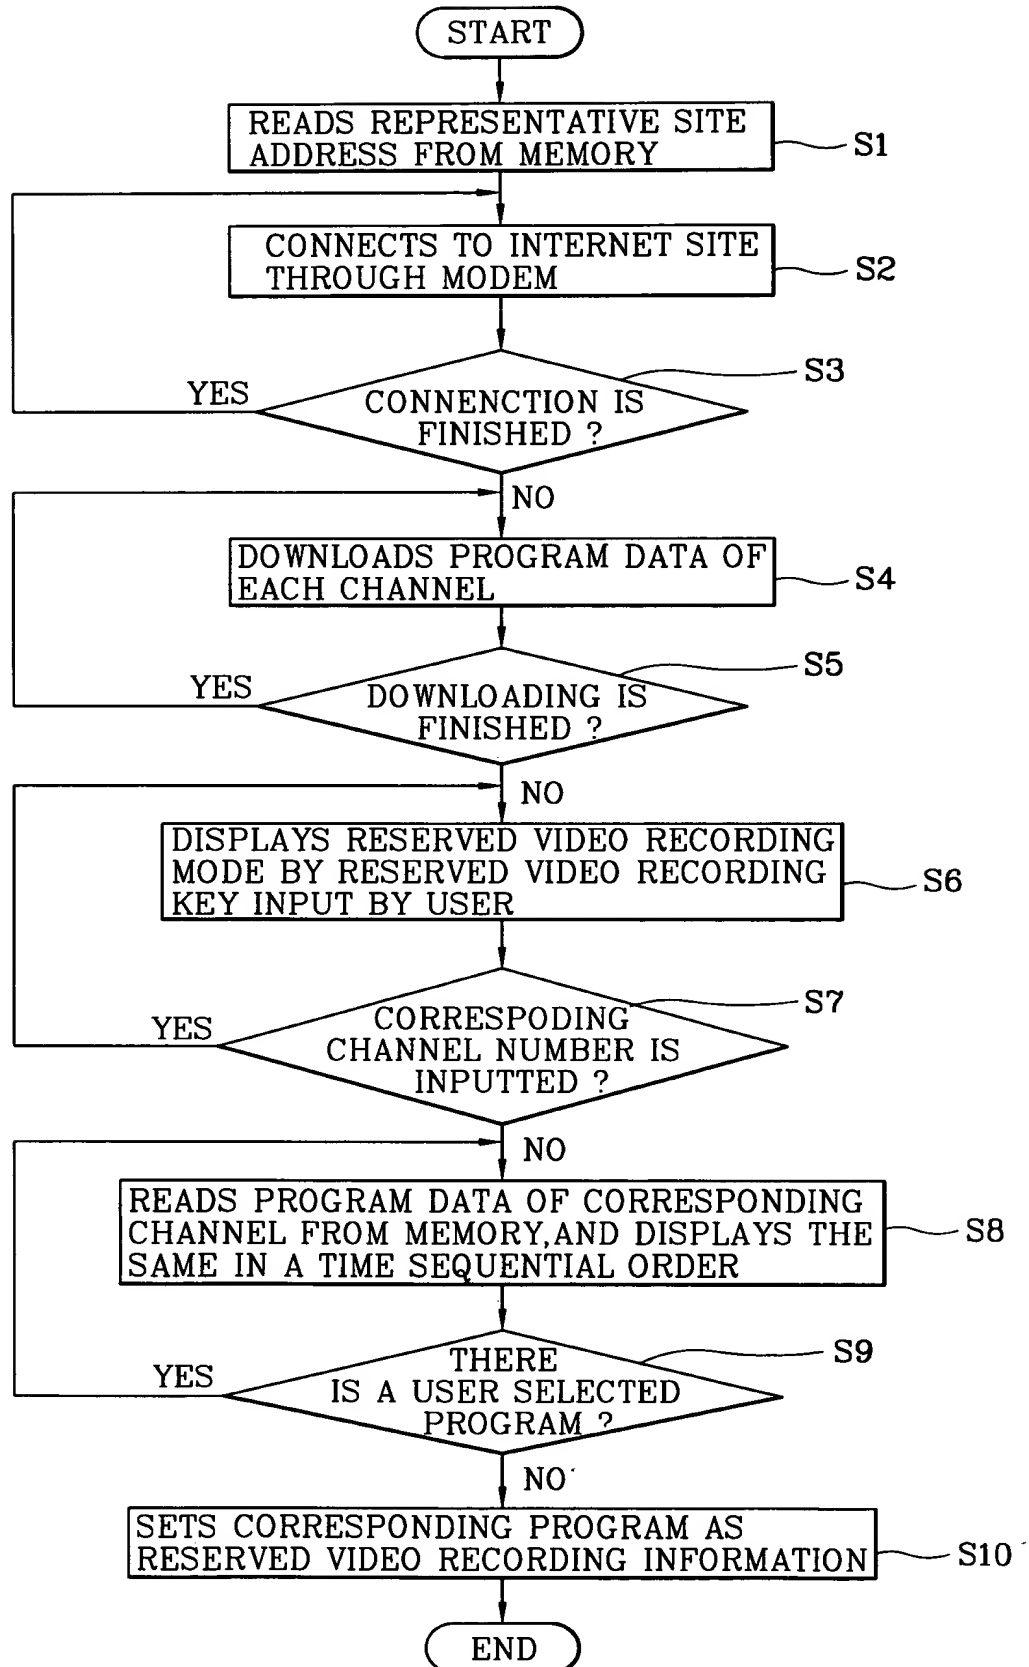 START
READS REPRESENTATIVE SITE
ADDRESS FROM MEMORY
S1
CONNECTS TO INTERNET SITE
THROUGH MODEM
S2
S3
YES
CONNENCTION IS
FINISHED ?
NO
DOWNLOADS PROGRAM DATA OF
EACH CHANNEL
S4
S5
YES
DOWNLOADING IS
FINISHED ?
NO
DISPLAYS RESERVED VIDEO RECORDING
MODE BY RESERVED VIDEO RECORDING
KEY INPUT BY USER
S6
S7
YES
CORRESPODING
CHANNEL NUMBER IS
INPUTTED ?
NO
READS PROGRAM DATA OF CORRESPONDING
CHANNEL FROM MEMORY,AND DISPLAYS THE
SAME IN A TIME SEQUENTIAL ORDER
S8
S9
YES
THERE
IS A USER SELECTED
PROGRAM ?
NO
SETS CORRESPONDING PROGRAM AS
RESERVED VIDEO RECORDING INFORMATION
S10
END